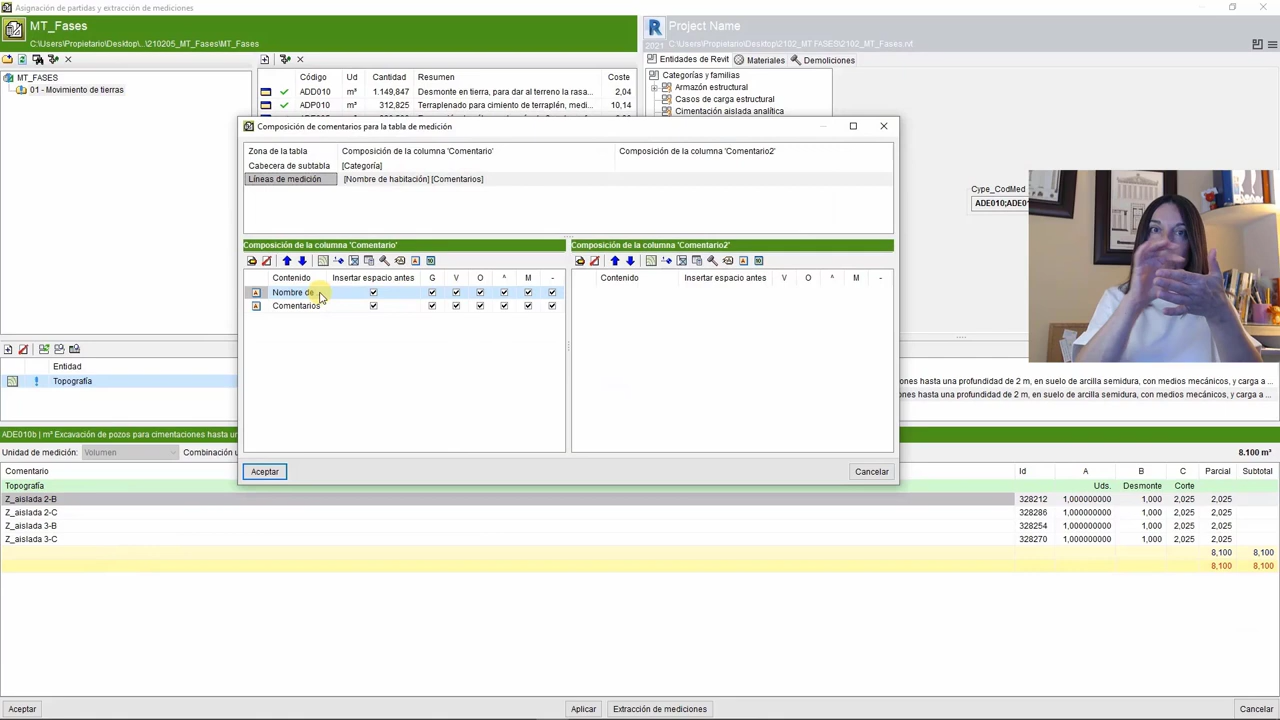 Asignación de partidas y extracción de mediciones
MT_Fases
C:\Users\Propietario\Desktop\...\210205_MT_Fases\MT_Fases
Project Name
2021
C:\Users\Propietario\Desktop\2102_MT FASES\2102_MT_Fases.rvt
Entidades de Revit Materiales Demoliciones
MT_FASES
01 - Movimiento de tierras
Código Ud Cantidad Resumen Coste
ADD010 m³ 1.149,847 Desmonte en tierra, para dar al terreno la rasa... 2,04
ADP010 m³ 312,825 Terraplenado para cimiento de terraplén, medi... 10,14
Categorías y familias
Armazón estructural
Casos de carga estructural
Cimentación aislada analítica
Composición de comentarios para la tabla de medición
Zona de la tabla Composición de la columna 'Comentario' Composición de la columna 'Comentario2'
Cabecera de subtabla [Categoría]
Líneas de medición [Nombre de habitación] [Comentarios]
Cype_CodMed
Composición de la columna 'Comentario' Composición de la columna 'Comentario2'
Contenido Insertar espacio antes G V O ^ M -
Nombre de
Comentarios
Contenido Insertar espacio antes V O ^ M -
Entidad
Topografía
ones hasta una profundidad de 2 m, en suelo de arcilla semidura, con medios mecánicos, y carga a ...
ones hasta una profundidad de 2 m, en suelo de arcilla semidura, con medios mecánicos, y carga a ...
Aceptar Cancelar
ADE010b | m³ Excavación de pozos para cimentaciones hasta 8.100 m³
Unidad de medición: Volumen
Comentario Id A B C Parcial Subtotal
Topografía Uds. Desmonte Corte
Z_aislada 2-B 328212 1,000000000 1,000 2,025 2,025
Z_aislada 2-C 328286 1,000000000 1,000 2,025 2,025
Z_aislada 3-B 328254 1,000000000 1,000 2,025 2,025
Z_aislada 3-C 328270 1,000000000 1,000 2,025 2,025
8,100 8,100
8,100 8,100
Aceptar Aplicar Extracción de mediciones Cancelar